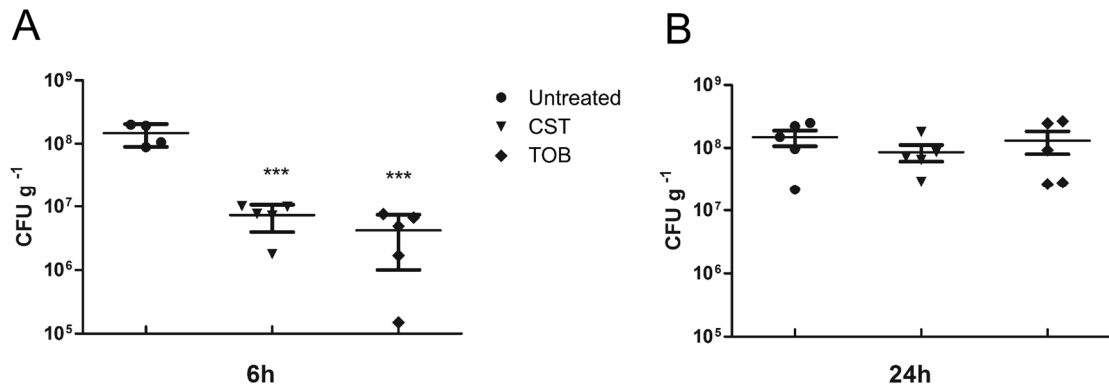 A
CFU g⁻¹
10⁹
10⁸
10⁷
10⁶
10⁵
***
***
6h
Untreated
CST
TOB
B
CFU g⁻¹
10⁹
10⁸
10⁷
10⁶
10⁵
24h